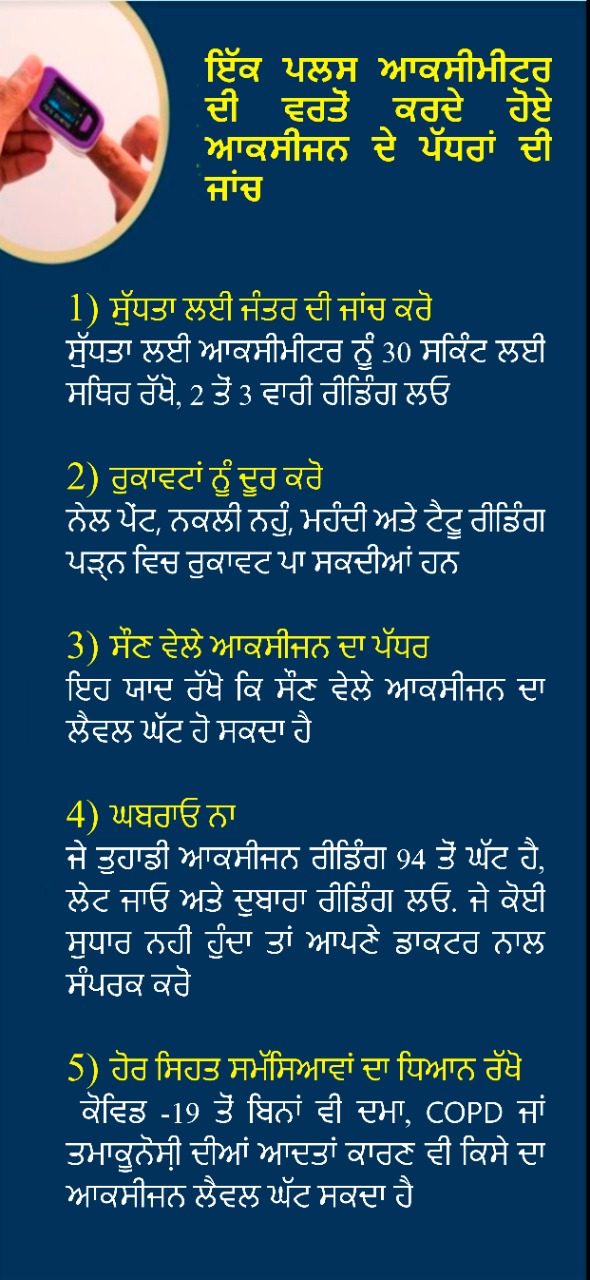 ਇੱਕ ਪਲਸ ਆਕਸੀਮੀਟਰ
ਦੀ ਵਰਤੋਂ ਕਰਦੇ ਹੋਏ
ਆਕਸੀਜਨ ਦੇ ਪੱਧਰਾਂ ਦੀ
ਜਾਂਚ
1) ਸ਼ੁੱਧਤਾ ਲਈ ਜੰਤਰ ਦੀ ਜਾਂਚ ਕਰੋ
ਸ਼ੁੱਧਤਾ ਲਈ ਆਕਸੀਮੀਟਰ ਨੂੰ 30 ਸਕਿੰਟ ਲਈ
ਸਥਿਰ ਰੱਖੋ, 2 ਤੋਂ 3 ਵਾਰੀ ਰੀਡਿੰਗ ਲਓ
2) ਰੁਕਾਵਟਾਂ ਨੂੰ ਦੂਰ ਕਰੋ
ਨੇਲ ਪੇਂਟ, ਨਕਲੀ ਨਹੁੰ, ਮਹੰਦੀ ਅਤੇ ਟੈਟੂ ਰੀਡਿੰਗ
ਪੜ੍ਹਨ ਵਿਚ ਰੁਕਾਵਟ ਪਾ ਸਕਦੀਆਂ ਹਨ
3) ਸੌਣ ਵੇਲੇ ਆਕਸੀਜਨ ਦਾ ਪੱਧਰ
ਇਹ ਯਾਦ ਰੱਖੋ ਕਿ ਸੌਣ ਵੇਲੇ ਆਕਸੀਜਨ ਦਾ
ਲੈਵਲ ਘੱਟ ਹੋ ਸਕਦਾ ਹੈ
4) ਘਬਰਾਓ ਨਾ
ਜੇ ਤੁਹਾਡੀ ਆਕਸੀਜਨ ਰੀਡਿੰਗ 94 ਤੋਂ ਘੱਟ ਹੈ,
ਲੇਟ ਜਾਓ ਅਤੇ ਦੁਬਾਰਾ ਰੀਡਿੰਗ ਲਓ. ਜੇ ਕੋਈ
ਸੁਧਾਰ ਨਹੀ ਹੁੰਦਾ ਤਾਂ ਆਪਣੇ ਡਾਕਟਰ ਨਾਲ
ਸੰਪਰਕ ਕਰੋ
5) ਹੋਰ ਸਿਹਤ ਸਮੱਸਿਆਵਾਂ ਦਾ ਧਿਆਨ ਰੱਖੋ
ਕੋਵਿਡ -19 ਤੋਂ ਬਿਨਾਂ ਵੀ ਦਮਾ, COPD ਜਾਂ
ਤਮਾਕੂਨੋਸ਼ੀ ਦੀਆਂ ਆਦਤਾਂ ਕਾਰਣ ਵੀ ਕਿਸੇ ਦਾ
ਆਕਸੀਜਨ ਲੈਵਲ ਘੱਟ ਸਕਦਾ ਹੈ